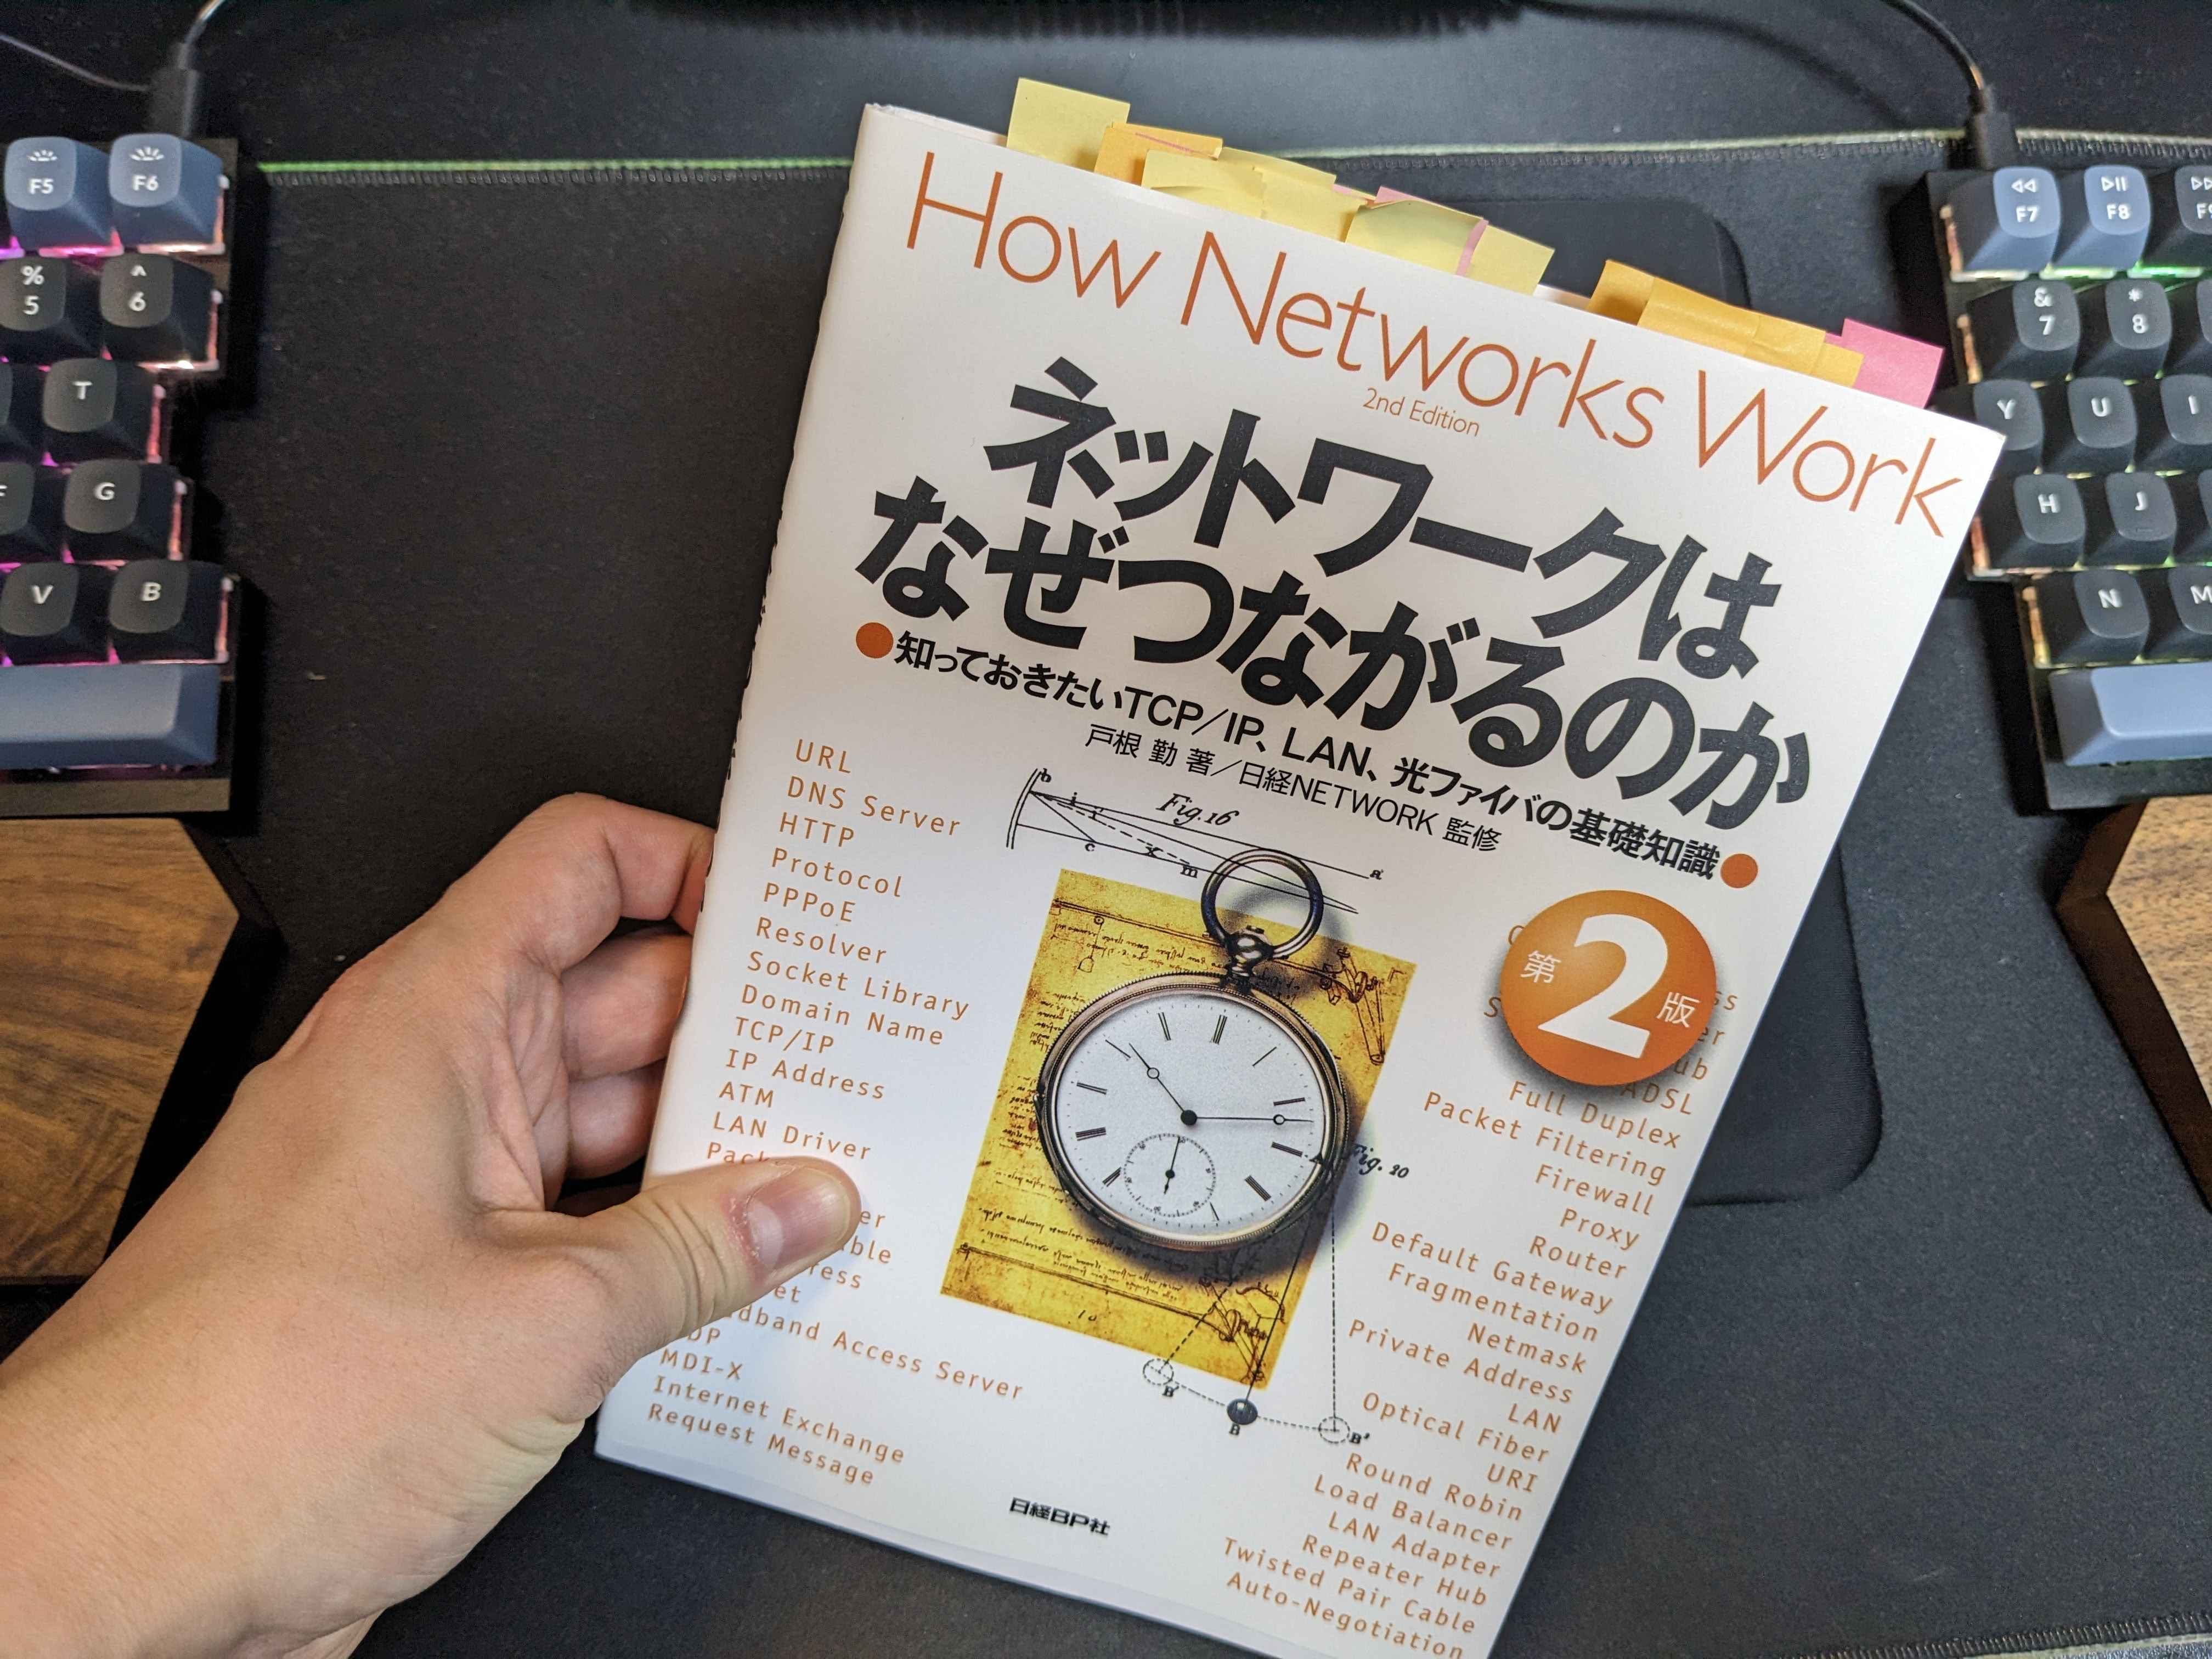 How Networks Work
2nd Edition
ネットワークは
なぜつながるのか
●知っておきたいTCP/IP、LAN、光ファイバの基礎知識●
戸根 勤 著/日経NETWORK 監修
URL
DNS Server
HTTP
Protocol
PPPoE
Resolver
Socket Library
Domain Name
TCP/IP
IP Address
ATM
LAN Driver
Access Server
MDI-X
Internet Exchange
Request Message
Fig.16
b
i
r
c
x
m
a
第2版
ADSL
Full Duplex
Packet Filtering
Firewall
Proxy
Router
Default Gateway
Fragmentation
Netmask
Private Address
LAN
Optical Fiber
URI
Round Robin
Load Balancer
LAN Adapter
Repeater Hub
Twisted Pair Cable
Auto-Negotiation
Fig. 20
B
B
B'
日経BP社
F5
F6
%
5
^
6
T
F
G
V
B
F7
F8
&
7
*
8
Y
U
I
H
J
N
M